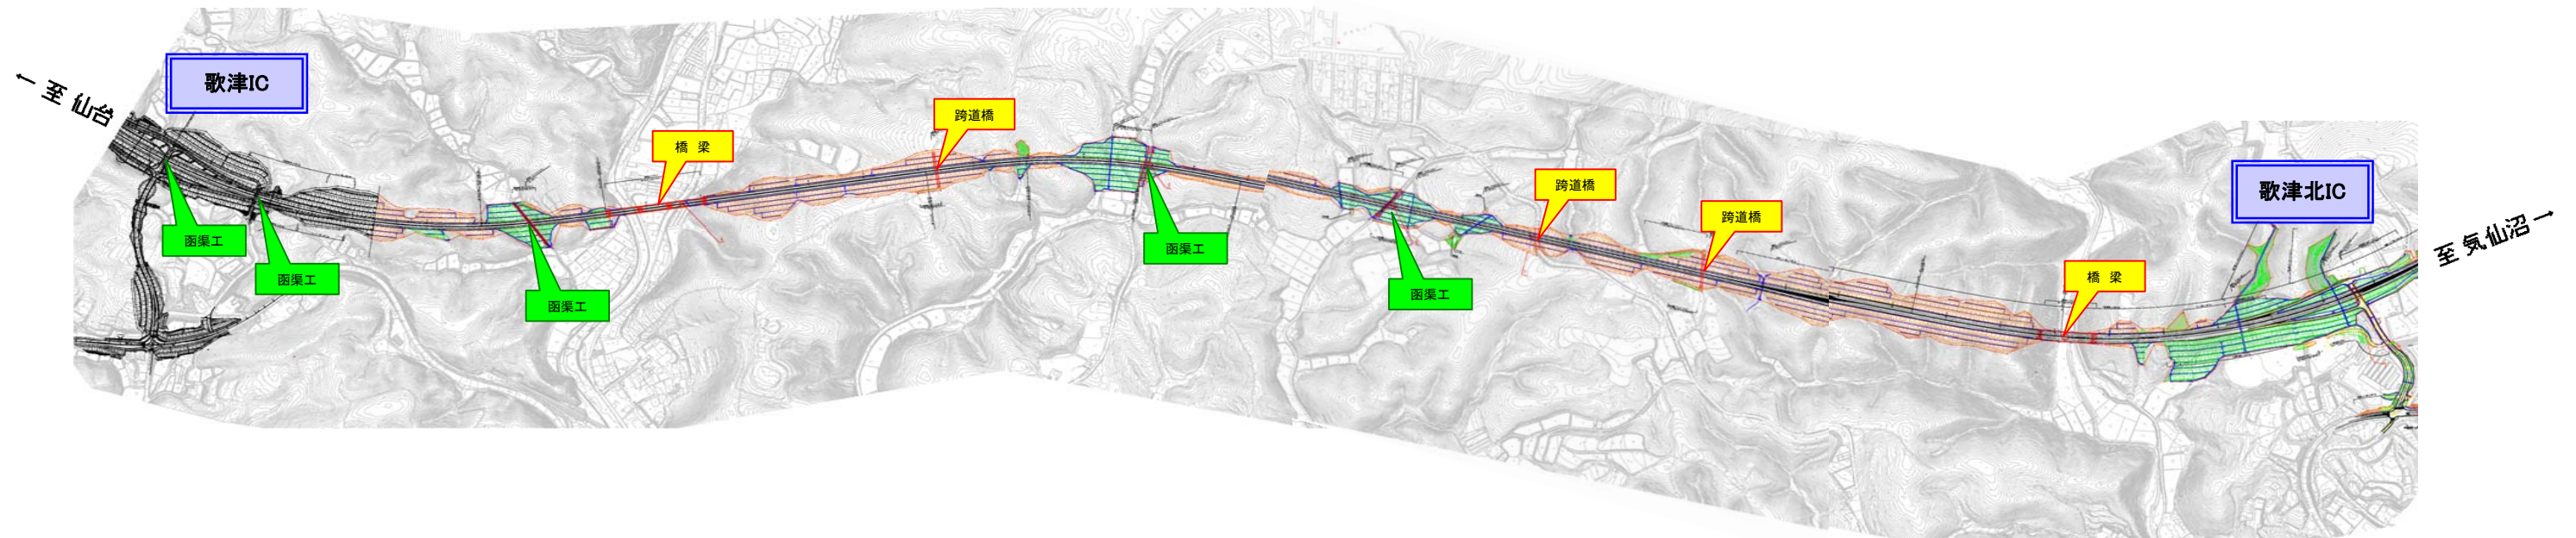 ← 至 仙台
歌津IC
函渠工
函渠工
函渠工
橋 梁
跨道橋
函渠工
函渠工
跨道橋
跨道橋
橋 梁
歌津北IC
至 気仙沼 →